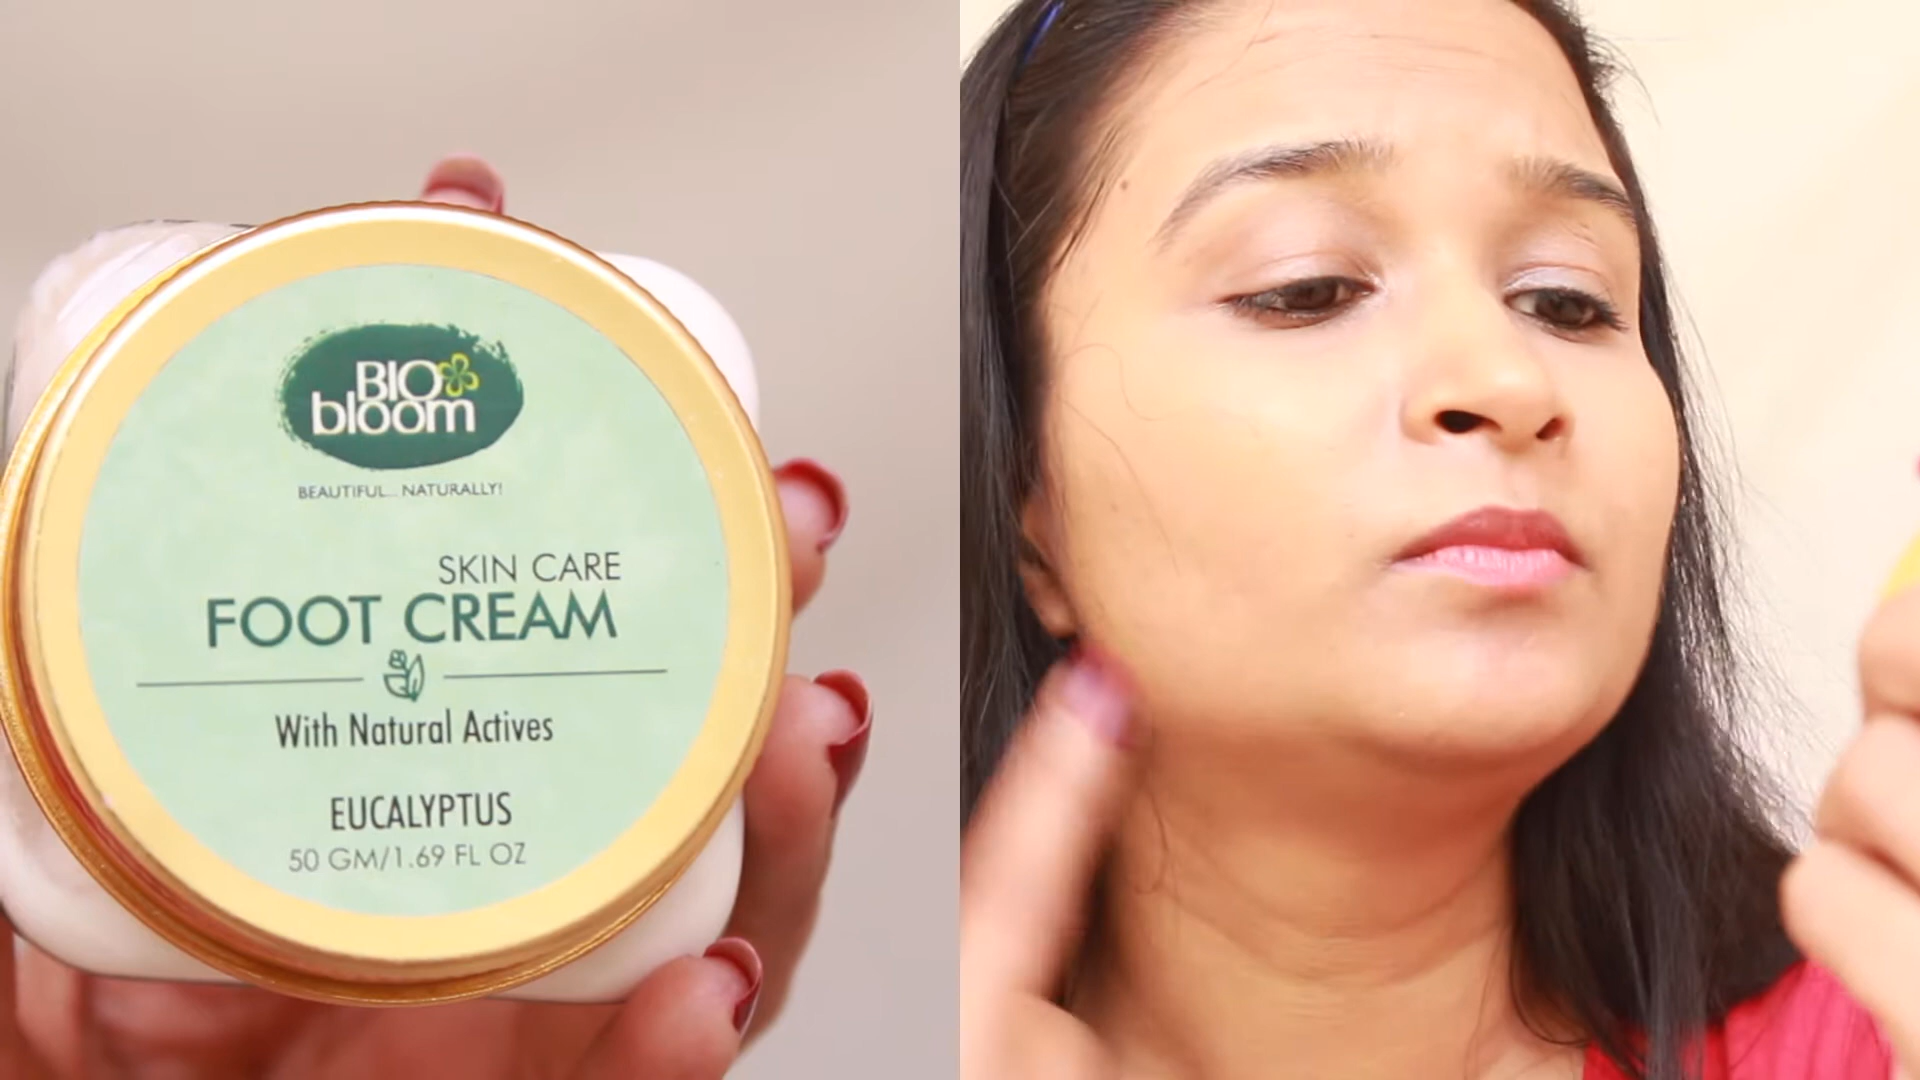 BIO
bloom
BEAUTIFUL... NATURALLY!
SKIN CARE
FOOT CREAM
With Natural Actives
EUCALYPTUS
50 GM/1.69 FL OZ